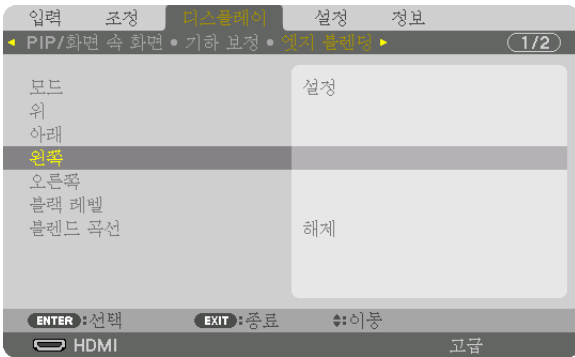 입력 조정 디스플레이 설정 정보
◀ PIP/화면 속 화면 ● 기하 보정 ● 엣지 블렌딩 ▶ 1/2
모드 설정
위
아래
왼쪽
오른쪽
블랙 레벨
블렌드 곡선 해제
ENTER :선택 EXIT :종료 :이동
HDMI 고급